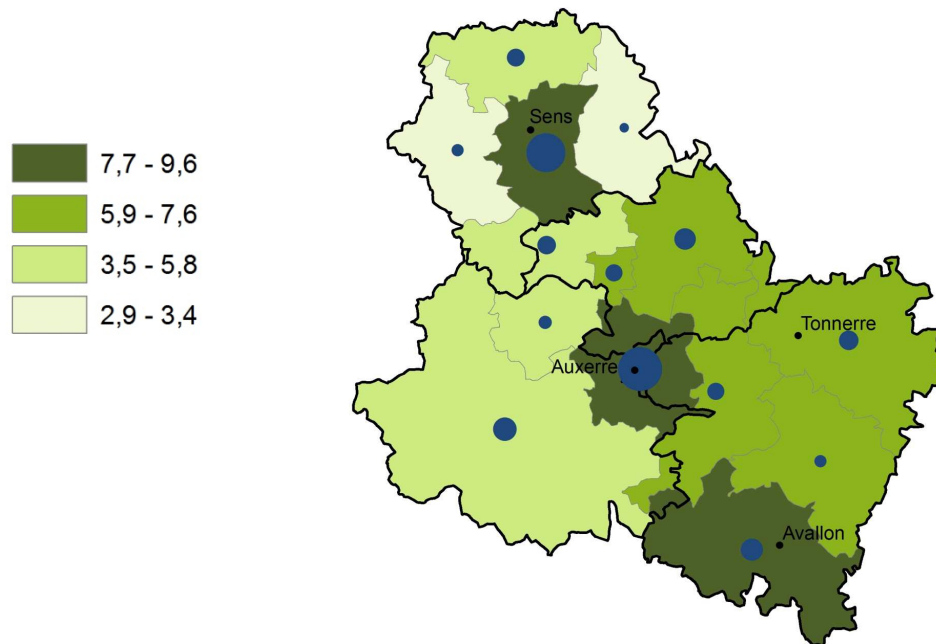 7,7 - 9,6
5,9 - 7,6
3,5 - 5,8
2,9 - 3,4
Sens
Tonnerre
Auxerre
Avallon